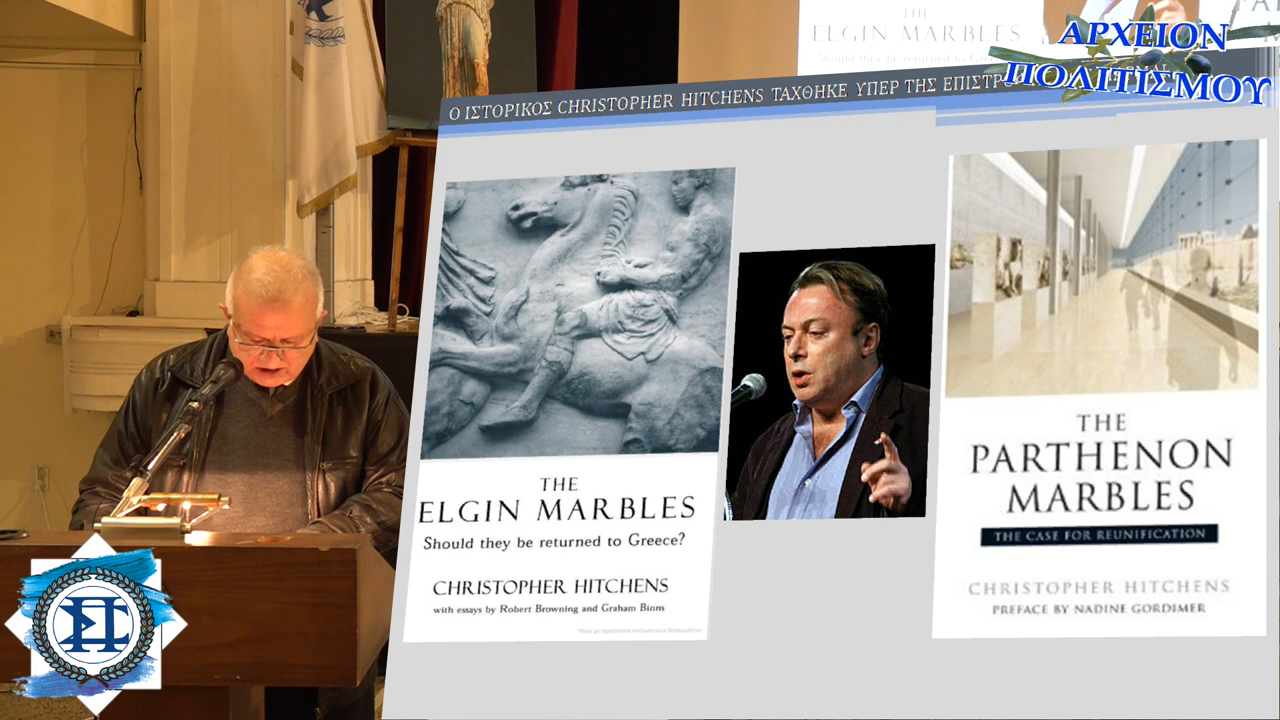 THE
ELGIN MARBLES
ΑΡΧΕΙΟΝ
ΠΟΛΙΤΙΣΜΟΥ
Ο ΙΣΤΟΡΙΚΟΣ CHRISTOPHER HITCHENS ΤΑΧΘΗΚΕ ΥΠΕΡ ΤΗΣ
THE
ELGIN MARBLES
Should they be returned to Greece?
CHRISTOPHER HITCHENS
with essays by Robert Browning and Graham Binns
THE
PARTHENON
MARBLES
THE CASE FOR REUNIFICATION
CHRISTOPHER HITCHENS
PREFACE BY NADINE GORDIMER